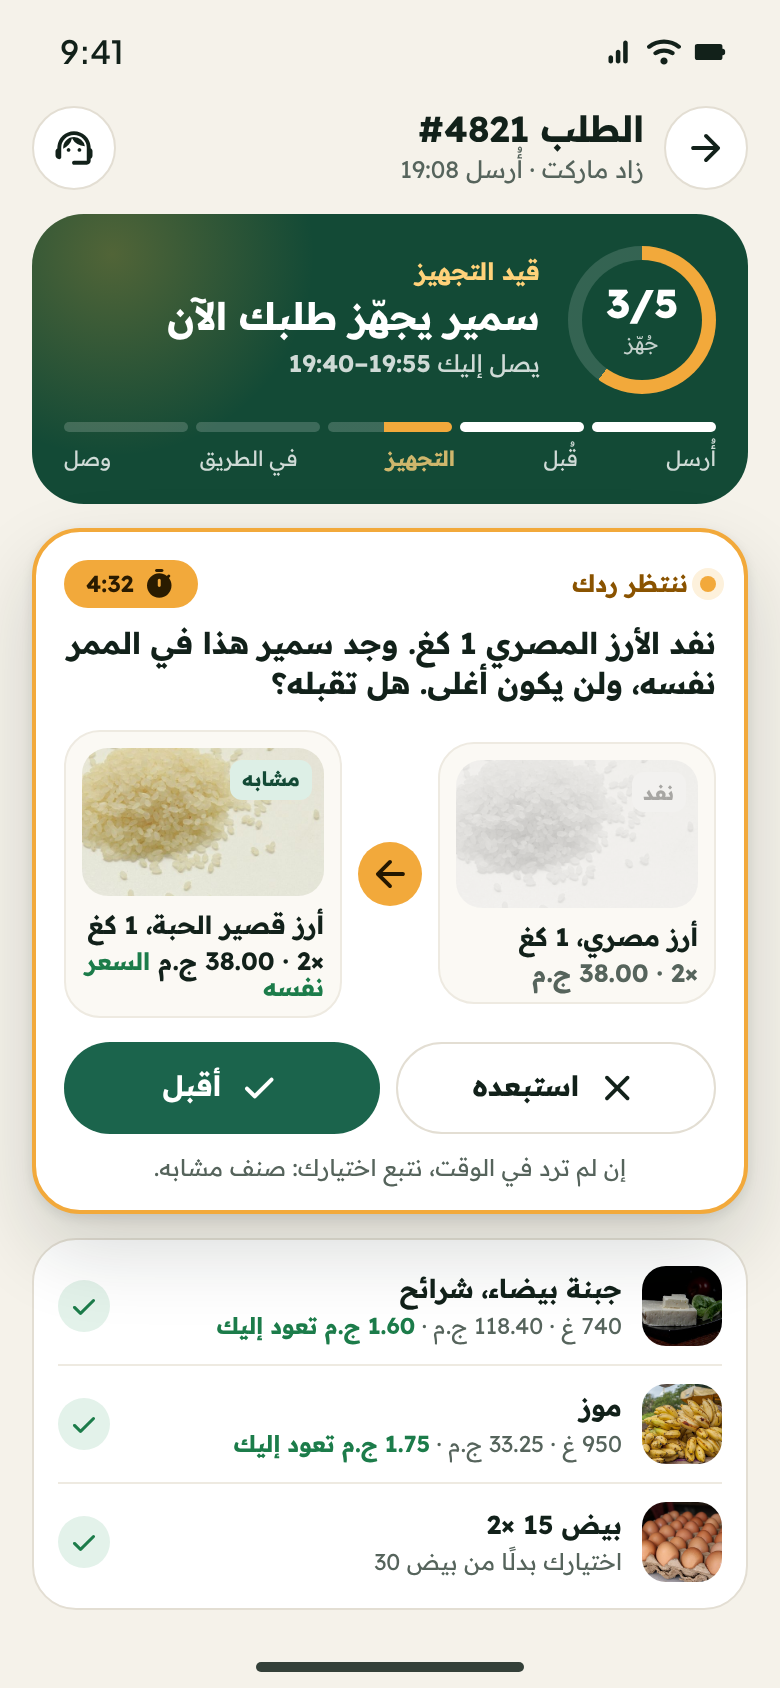 9:41
الطلب #4821
زاد ماركت · أُرسل 19:08
3/5
جُهّز
قيد التجهيز
سمير يجهّز طلبك الآن
يصل إليك 19:40–19:55
أُرسل
قُبل
التجهيز
في الطريق
وصل
ننتظر ردك
4:32
نفد الأرز المصري 1 كغ. وجد سمير هذا في الممر
نفسه، ولن يكون أغلى. هل تقبله؟
نفد
أرز مصري، 1 كغ
2× · 38.00 ج.م
مشابه
أرز قصير الحبة، 1 كغ
2× · 38.00 ج.م السعر
نفسه
استبعده
أقبل
إن لم ترد في الوقت، نتبع اختيارك: صنف مشابه.
جبنة بيضاء، شرائح
740 غ · 118.40 ج.م · 1.60 ج.م تعود إليك
موز
950 غ · 33.25 ج.م · 1.75 ج.م تعود إليك
بيض 15 ×2
اختيارك بدلًا من بيض 30